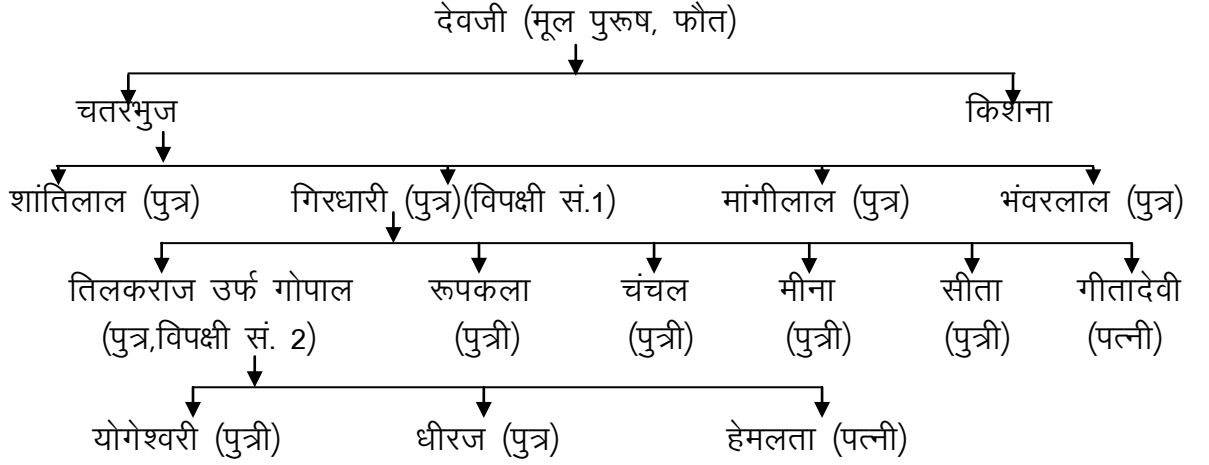 देवजी (मूल पुरूष, फौत)
चतरभुज किशना
शांतिलाल (पुत्र) गिरधारी (पुत्र)(विपक्षी सं.1) मांगीलाल (पुत्र) भंवरलाल (पुत्र)
तिलकराज उर्फ गोपाल रूपकला चंचल मीना सीता गीतादेवी
(पुत्र,विपक्षी सं. 2) (पुत्री) (पुत्री) (पुत्री) (पुत्री) (पत्नी)
योगेश्वरी (पुत्री) धीरज (पुत्र) हेमलता (पत्नी)